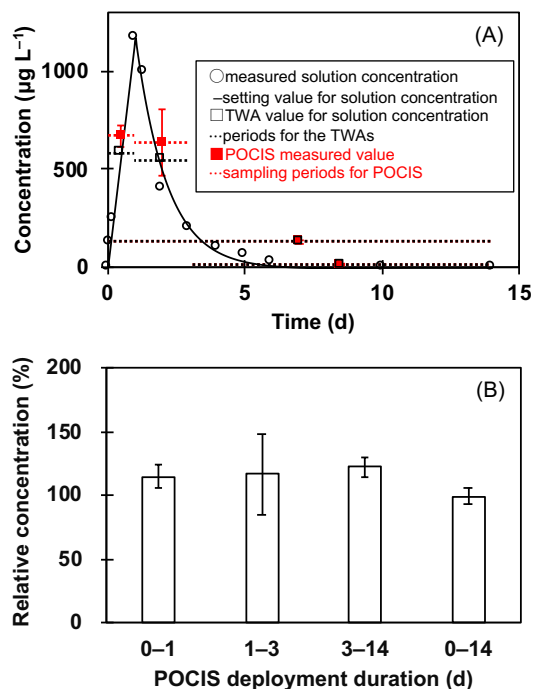 (A)
Concentration (µg L⁻¹)
1000
500
0
○measured solution concentration
–setting value for solution concentration
□TWA value for solution concentration
periods for the TWAs
POCIS measured value
sampling periods for POCIS
0
5
10
15
Time (d)
(B)
Relative concentration (%)
200
150
100
50
0
0–1
1–3
3–14
0–14
POCIS deployment duration (d)